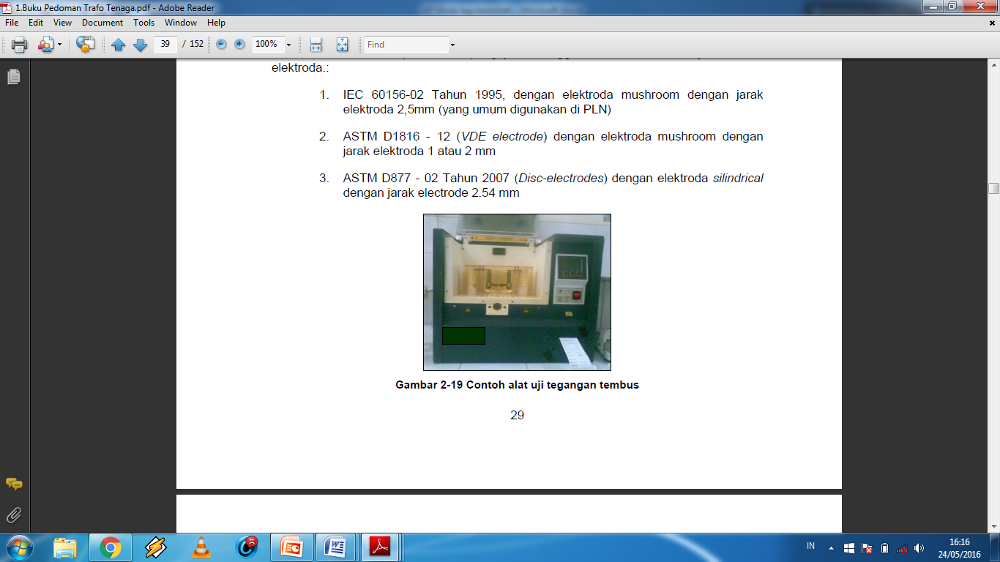 1.Buku Pedoman Trafo Tenaga.pdf - Adobe Reader
File Edit View Document Tools Window Help
39 / 152 100% Find
elektroda.:
1. IEC 60156-02 Tahun 1995, dengan elektroda mushroom dengan jarak
elektroda 2,5mm (yang umum digunakan di PLN)
2. ASTM D1816 - 12 (VDE electrode) dengan elektroda mushroom dengan
jarak elektroda 1 atau 2 mm
3. ASTM D877 - 02 Tahun 2007 (Disc-electrodes) dengan elektroda silindrical
dengan jarak electrode 2.54 mm
Gambar 2-19 Contoh alat uji tegangan tembus
29
IN
16:16
24/05/2016